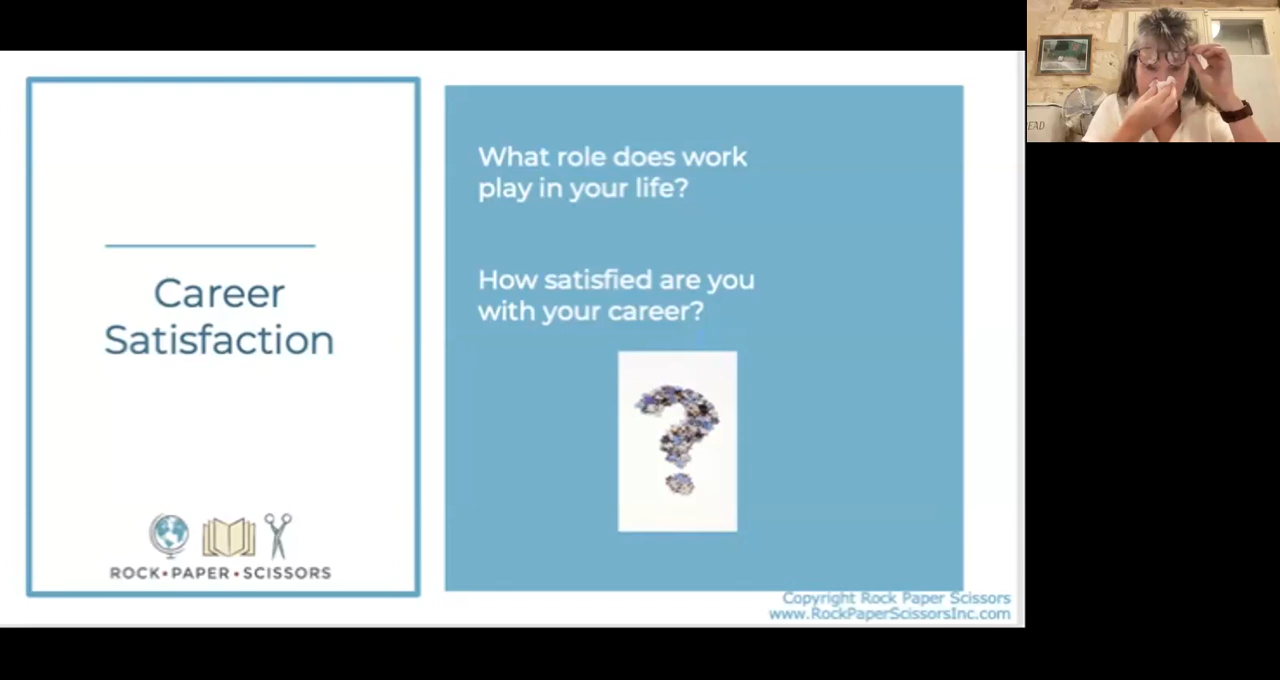 Career
Satisfaction
ROCK•PAPER•SCISSORS
What role does work
play in your life?
How satisfied are you
with your career?
Copyright Rock Paper Scissors
www.RockPaperScissorsInc.com
EAD